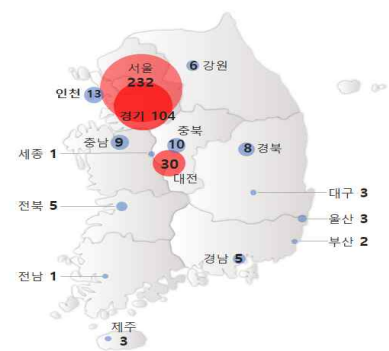 서울
232
6 강원
인천 13
경기 104
충북
10
충남 9
8 경북
세종 1
30
대전
대구 3
전북 5
울산 3
부산 2
경남 5
전남 1
제주
3